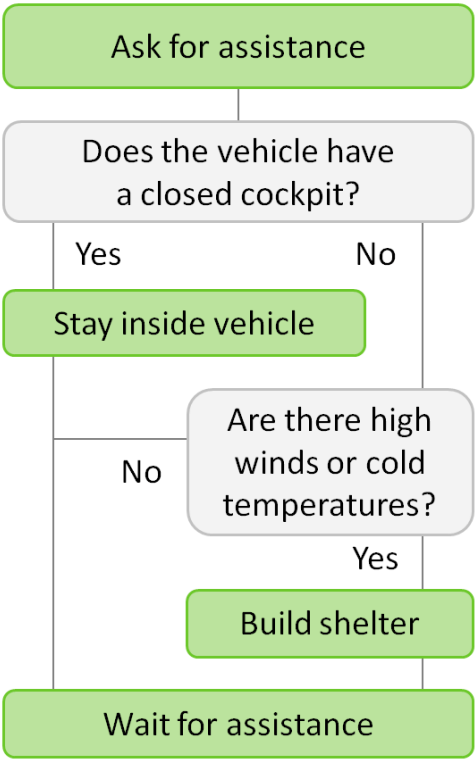 Ask for assistance
Does the vehicle have
a closed cockpit?
Yes
No
Stay inside vehicle
Are there high
winds or cold
temperatures?
No
Yes
Build shelter
Wait for assistance